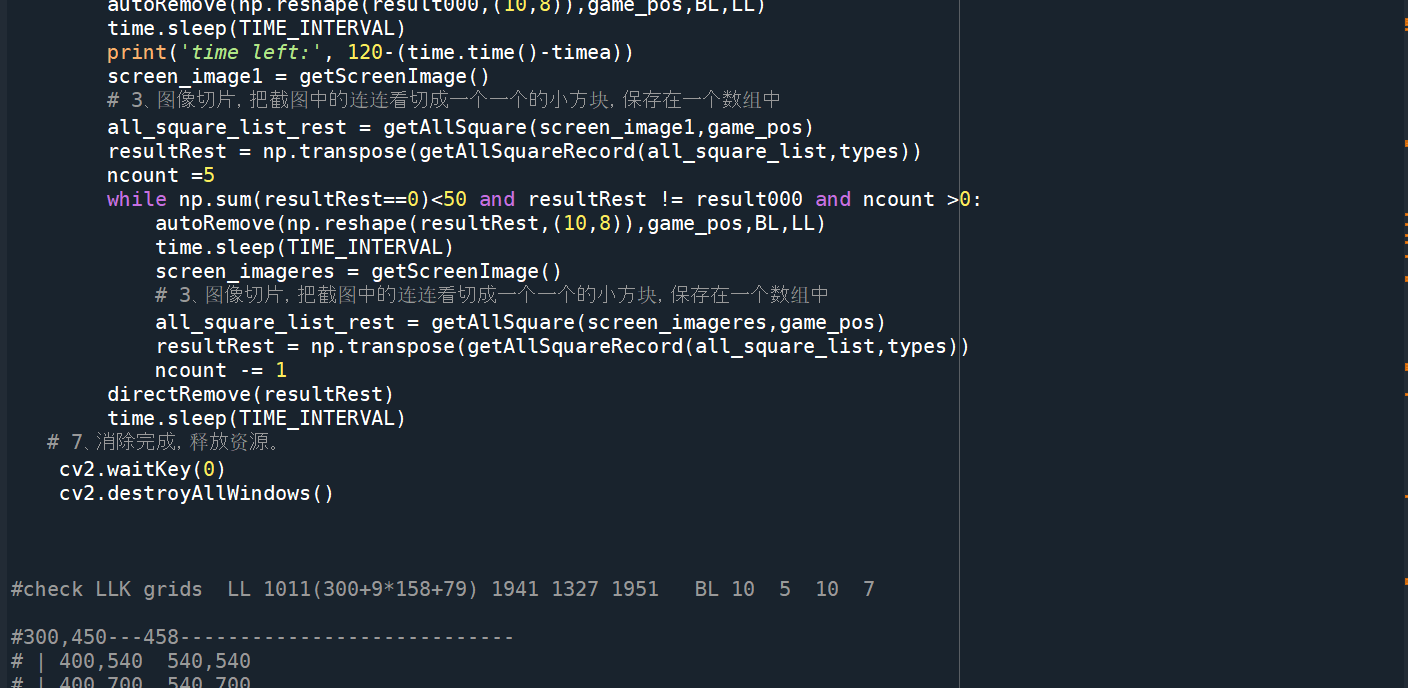 autoRemove(np.reshape(result000,(10,8)),game_pos,BL,LL)
time.sleep(TIME_INTERVAL)
print('time left:', 120-(time.time()-timea))
screen_image1 = getScreenImage()
# 3、图像切片，把截图中的连连看切成一个一个的小方块，保存在一个数组中
all_square_list_rest = getAllSquare(screen_image1,game_pos)
resultRest = np.transpose(getAllSquareRecord(all_square_list,types))
ncount =5
while np.sum(resultRest==0)<50 and resultRest != result000 and ncount >0:
autoRemove(np.reshape(resultRest,(10,8)),game_pos,BL,LL)
time.sleep(TIME_INTERVAL)
screen_imageres = getScreenImage()
# 3、图像切片，把截图中的连连看切成一个一个的小方块，保存在一个数组中
all_square_list_rest = getAllSquare(screen_imageres,game_pos)
resultRest = np.transpose(getAllSquareRecord(all_square_list,types))
ncount -= 1
directRemove(resultRest)
time.sleep(TIME_INTERVAL)
# 7、消除完成，释放资源。
cv2.waitKey(0)
cv2.destroyAllWindows()
#check LLK grids  LL 1011(300+9*158+79) 1941 1327 1951   BL 10  5  10  7
#300,450---458----------------------------
# | 400,540  540,540
# | 400,700  540,700